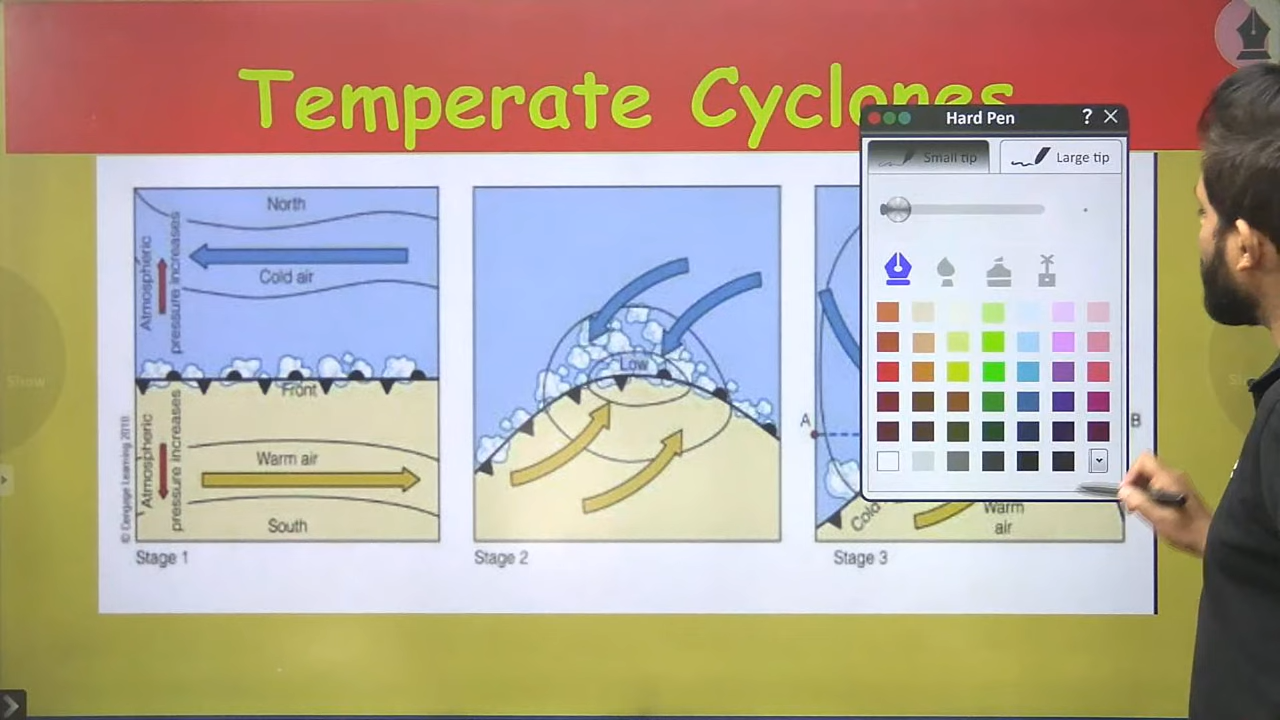 Temperate Cyclones
Hard Pen
?
Small tip
Large tip
North
Cold air
Atmospheric
pressure increases
Front
Atmospheric
pressure increases
Warm air
South
© Cengage Learning 2010
Stage 1
Low
Stage 2
A
B
Cold
Warm
air
Stage 3
Show